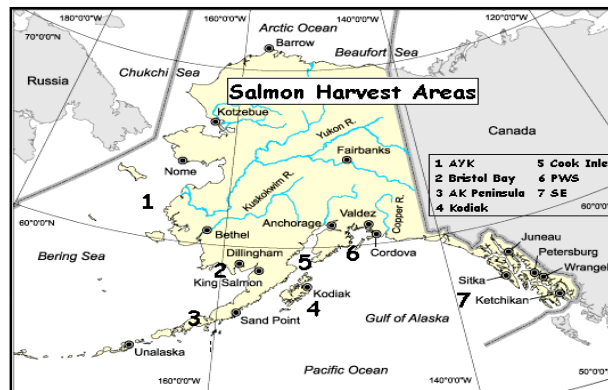 180°0'0"
160°0'0"W
Arctic Ocean
140°0'0"W
120°0'0"W
70°0'0"N
Barrow
Beaufort Sea
Russia
Chukchi Sea
Salmon Harvest Areas
Kotzebue
Yukon R.
Canada
Fairbanks
Nome
Kuskokwim R.
1 AYK
2 Bristol Bay
3 AK Peninsula
4 Kodiak
5 Cook Inle
6 PWS
7 SE
1
60°0'0"N
Bethel
Anchorage
Valdez
Copper R.
Cordova
Bering Sea
Dillingham
2
King Salmon
5
6
Juneau
Petersburg
Wrangel
Sitka
7
Ketchikan
Kodiak
4
3
Sand Point
Gulf of Alaska
Unalaska
Pacific Ocean
160°0'0"W
140°0'0"W
50°0'